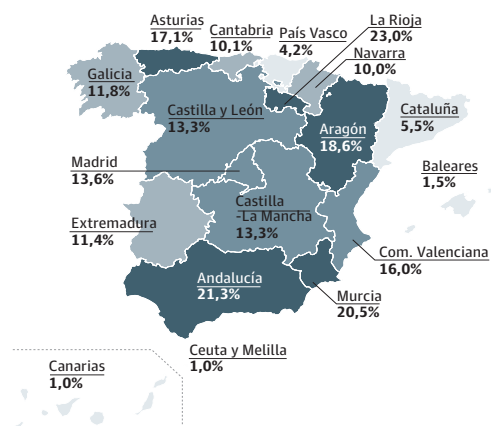 Asturias
17,1%
Cantabria
10,1%
País Vasco
4,2%
La Rioja
23,0%
Navarra
10,0%
Galicia
11,8%
Castilla y León
13,3%
Aragón
18,6%
Cataluña
5,5%
Madrid
13,6%
Baleares
1,5%
Castilla
-La Mancha
13,3%
Extremadura
11,4%
Com. Valenciana
16,0%
Andalucía
21,3%
Murcia
20,5%
Ceuta y Melilla
1,0%
Canarias
1,0%